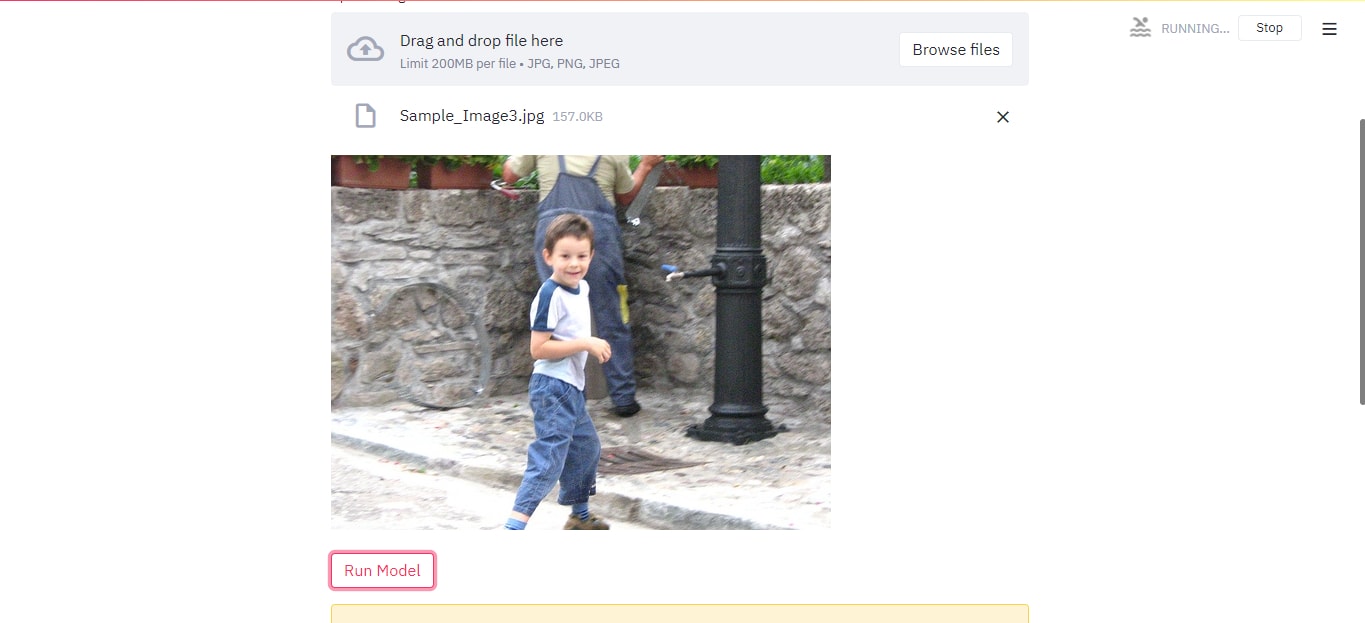 RUNNING...
Stop
Drag and drop file here
Limit 200MB per file • JPG, PNG, JPEG
Browse files
Sample_Image3.jpg 157.0KB
Run Model